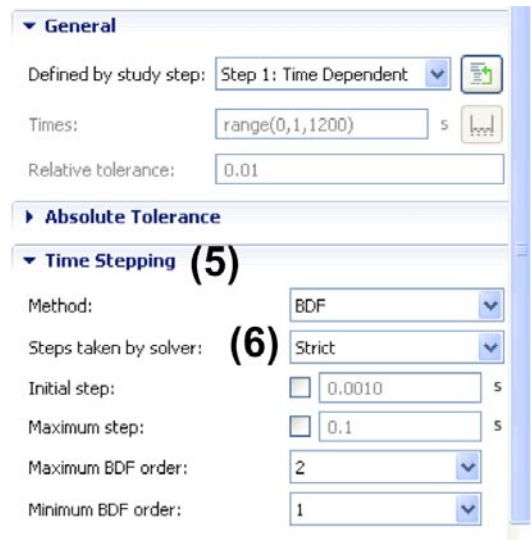 General
Defined by study step: Step 1: Time Dependent
Times: range(0,1,1200) s
Relative tolerance: 0.01
Absolute Tolerance
Time Stepping (5)
Method: BDF
Steps taken by solver: (6) Strict
Initial step: 0.0010 s
Maximum step: 0.1 s
Maximum BDF order: 2
Minimum BDF order: 1